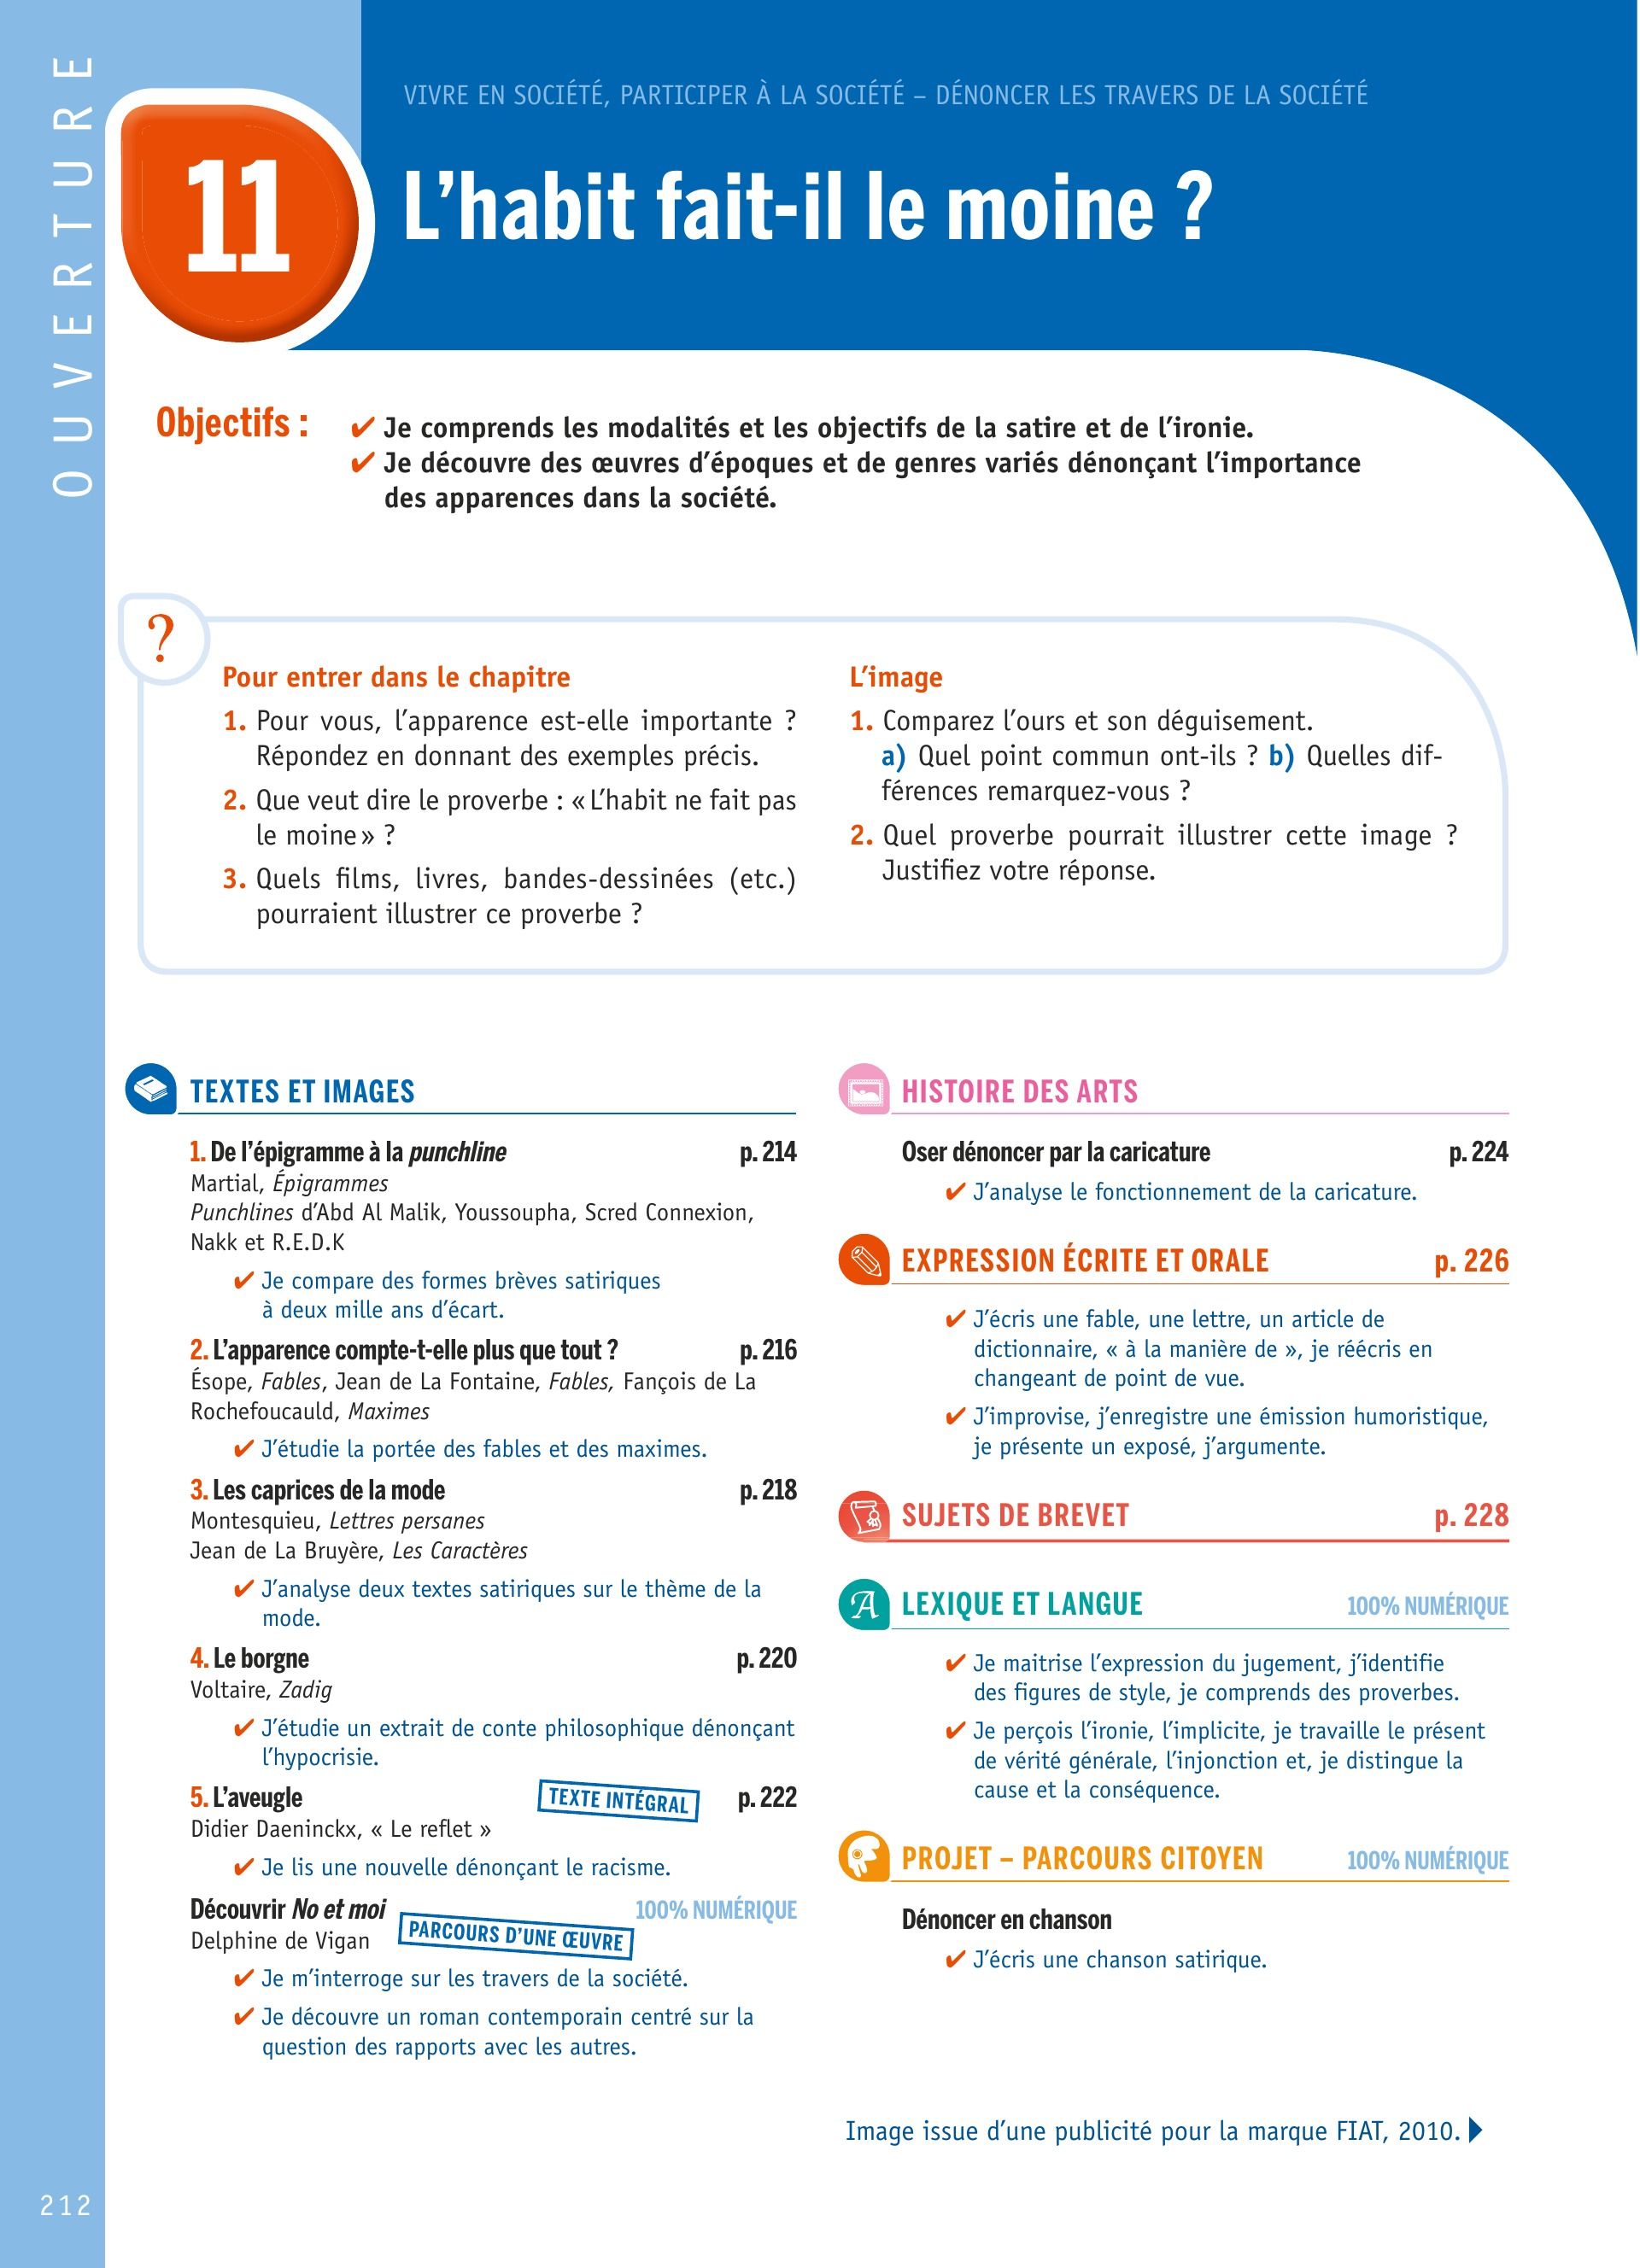 OUVERTURE
VIVRE EN SOCIÉTÉ, PARTICIPER À LA SOCIÉTÉ – DÉNONCER LES TRAVERS DE LA SOCIÉTÉ
11
L’habit fait-il le moine ?
Objectifs :
✔ Je comprends les modalités et les objectifs de la satire et de l’ironie.
✔ Je découvre des œuvres d’époques et de genres variés dénonçant l’importance
des apparences dans la société.
?
Pour entrer dans le chapitre
1. Pour vous, l’apparence est-elle importante ?
Répondez en donnant des exemples précis.
2. Que veut dire le proverbe : « L’habit ne fait pas
le moine » ?
3. Quels films, livres, bandes-dessinées (etc.)
pourraient illustrer ce proverbe ?
L’image
1. Comparez l’ours et son déguisement.
a) Quel point commun ont-ils ? b) Quelles dif-
férences remarquez-vous ?
2. Quel proverbe pourrait illustrer cette image ?
Justifiez votre réponse.
TEXTES ET IMAGES
1. De l’épigramme à la punchline p. 214
Martial, Épigrammes
Punchlines d’Abd Al Malik, Youssoupha, Scred Connexion,
Nakk et R.E.D.K
✔ Je compare des formes brèves satiriques
à deux mille ans d’écart.
2. L’apparence compte-t-elle plus que tout ? p. 216
Ésope, Fables, Jean de La Fontaine, Fables, Fançois de La
Rochefoucauld, Maximes
✔ J’étudie la portée des fables et des maximes.
3. Les caprices de la mode p. 218
Montesquieu, Lettres persanes
Jean de La Bruyère, Les Caractères
✔ J’analyse deux textes satiriques sur le thème de la
mode.
4. Le borgne p. 220
Voltaire, Zadig
✔ J’étudie un extrait de conte philosophique dénonçant
l’hypocrisie.
5. L’aveugle TEXTE INTÉGRAL p. 222
Didier Daeninckx, « Le reflet »
✔ Je lis une nouvelle dénonçant le racisme.
Découvrir No et moi 100% NUMÉRIQUE
Delphine de Vigan PARCOURS D’UNE ŒUVRE
✔ Je m’interroge sur les travers de la société.
✔ Je découvre un roman contemporain centré sur la
question des rapports avec les autres.
HISTOIRE DES ARTS
Oser dénoncer par la caricature p. 224
✔ J’analyse le fonctionnement de la caricature.
EXPRESSION ÉCRITE ET ORALE p. 226
✔ J’écris une fable, une lettre, un article de
dictionnaire, « à la manière de », je réécris en
changeant de point de vue.
✔ J’improvise, j’enregistre une émission humoristique,
je présente un exposé, j’argumente.
SUJETS DE BREVET p. 228
A LEXIQUE ET LANGUE 100% NUMÉRIQUE
✔ Je maitrise l’expression du jugement, j’identifie
des figures de style, je comprends des proverbes.
✔ Je perçois l’ironie, l’implicite, je travaille le présent
de vérité générale, l’injonction et, je distingue la
cause et la conséquence.
PROJET – PARCOURS CITOYEN 100% NUMÉRIQUE
Dénoncer en chanson
✔ J’écris une chanson satirique.
Image issue d’une publicité pour la marque FIAT, 2010.
212